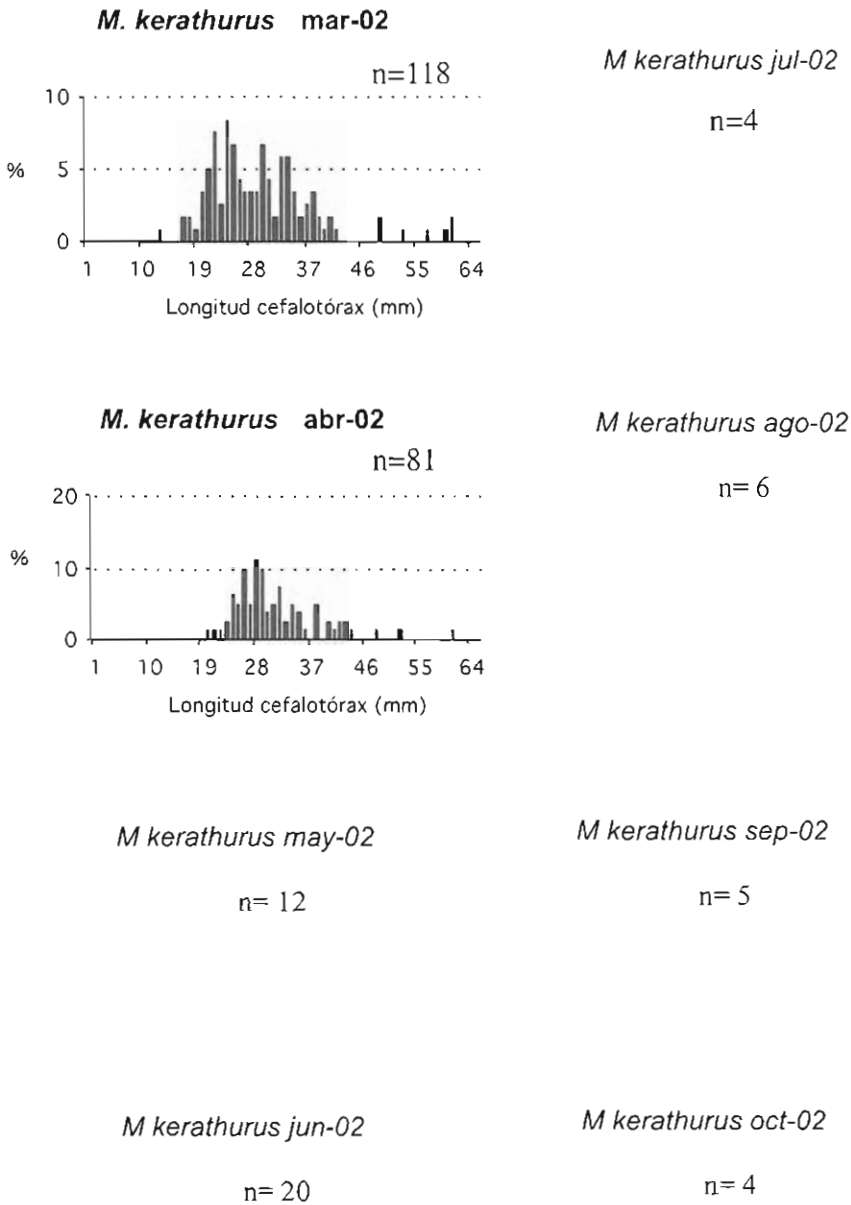 M. kerathurus mar-02
n=118
10
%
5
0
1 10 19 28 37 46 55 64
Longitud cefalotórax (mm)
M kerathurus jul-02
n=4
M. kerathurus abr-02
n=81
20
%
10
0
1 10 19 28 37 46 55 64
Longitud cefalotórax (mm)
M kerathurus ago-02
n= 6
M kerathurus may-02
n= 12
M kerathurus sep-02
n= 5
M kerathurus jun-02
n= 20
M kerathurus oct-02
n= 4